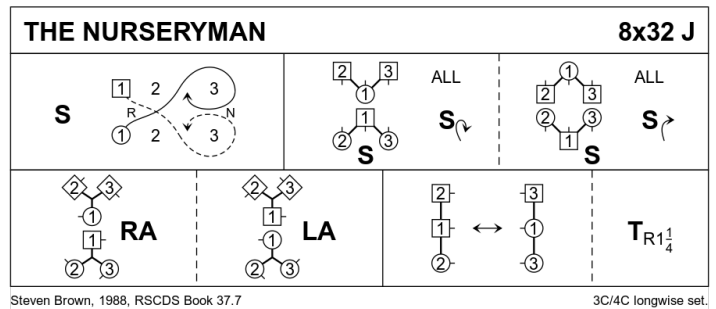 THE NURSERYMAN 8x32 J
S 1 2 3 R N 1 2 3
2 3 1 ALL
1 2 3 S S
1 2 3 ALL
2 3 1 S S
2 3 1 RA
1 2 3
2 3 1 LA
1 2 3
2 3
1 ↔ 1
2 3
T R1 1/4
Steven Brown, 1988, RSCDS Book 37.7 3C/4C longwise set.